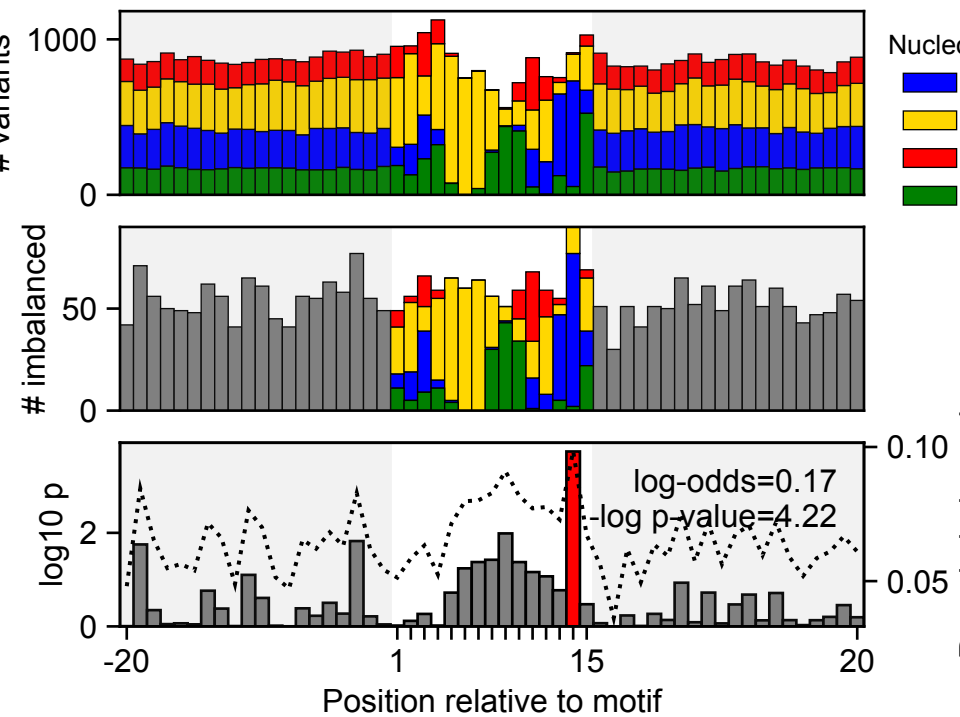 1000
0
# variants
Nucleo
50
0
# imbalanced
log-odds=0.17
-log p-value=4.22
2
0
log10 p
0.10
0.05
-20
1
15
20
Position relative to motif